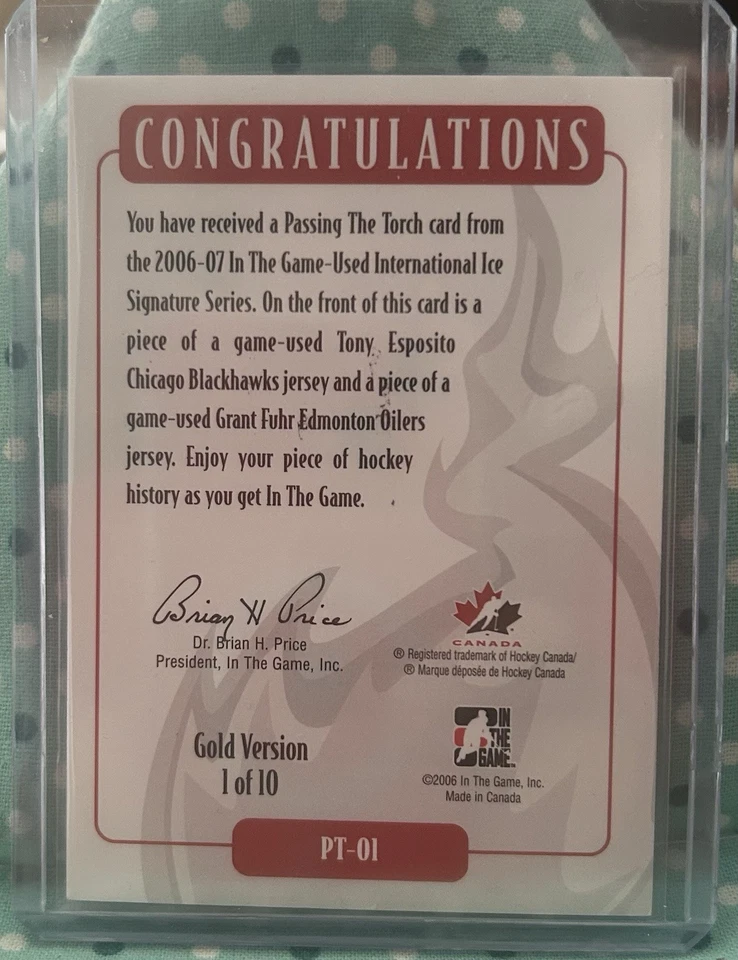 CONGRATULATIONS
You have received a Passing The Torch card from
the 2006-07 In The Game-Used International Ice
Signature Series. On the front of this card is a
piece of a game-used Tony Esposito
Chicago Blackhawks jersey and a piece of a
game-used Grant Fuhr Edmonton Oilers
jersey. Enjoy your piece of hockey
history as you get In The Game.
Brian H Price
Dr. Brian H. Price
President, In The Game, Inc.
CANADA
® Registered trademark of Hockey Canada/
® Marque déposée de Hockey Canada
Gold Version
1 of 10
IN
THE
GAME
©2006 In The Game, Inc.
Made in Canada
PT-01